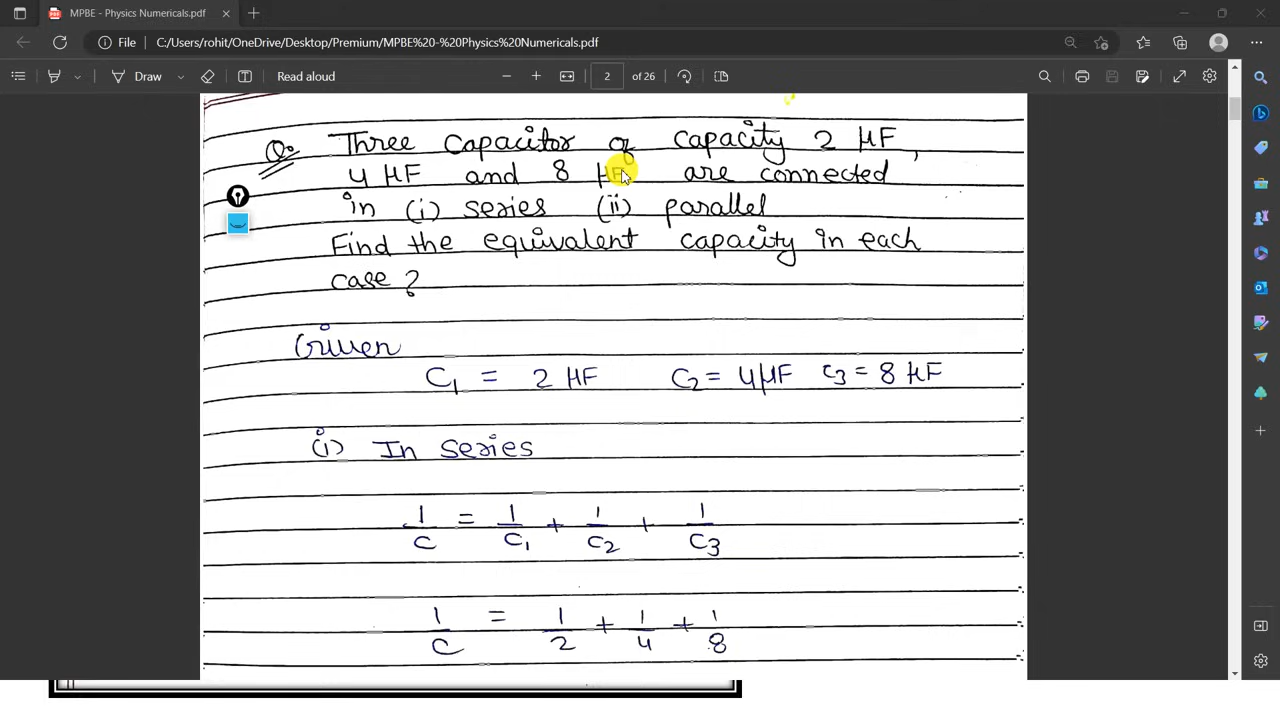 MPBE - Physics Numericals.pdf
File C:/Users/rohit/OneDrive/Desktop/Premium/MPBE%20-%20Physics%20Numericals.pdf
Draw
Read aloud
2 of 26
Q. Three Capacitor of capacity 2 μF,
4 μF and 8 μF are connected
in (i) series (ii) parallel
Find the equivalent capacity in each
case ?
Given
C1 = 2 μF C2 = 4 μF C3 = 8 μF
(i) In Series
1/C = 1/C1 + 1/C2 + 1/C3
1/C = 1/2 + 1/4 + 1/8